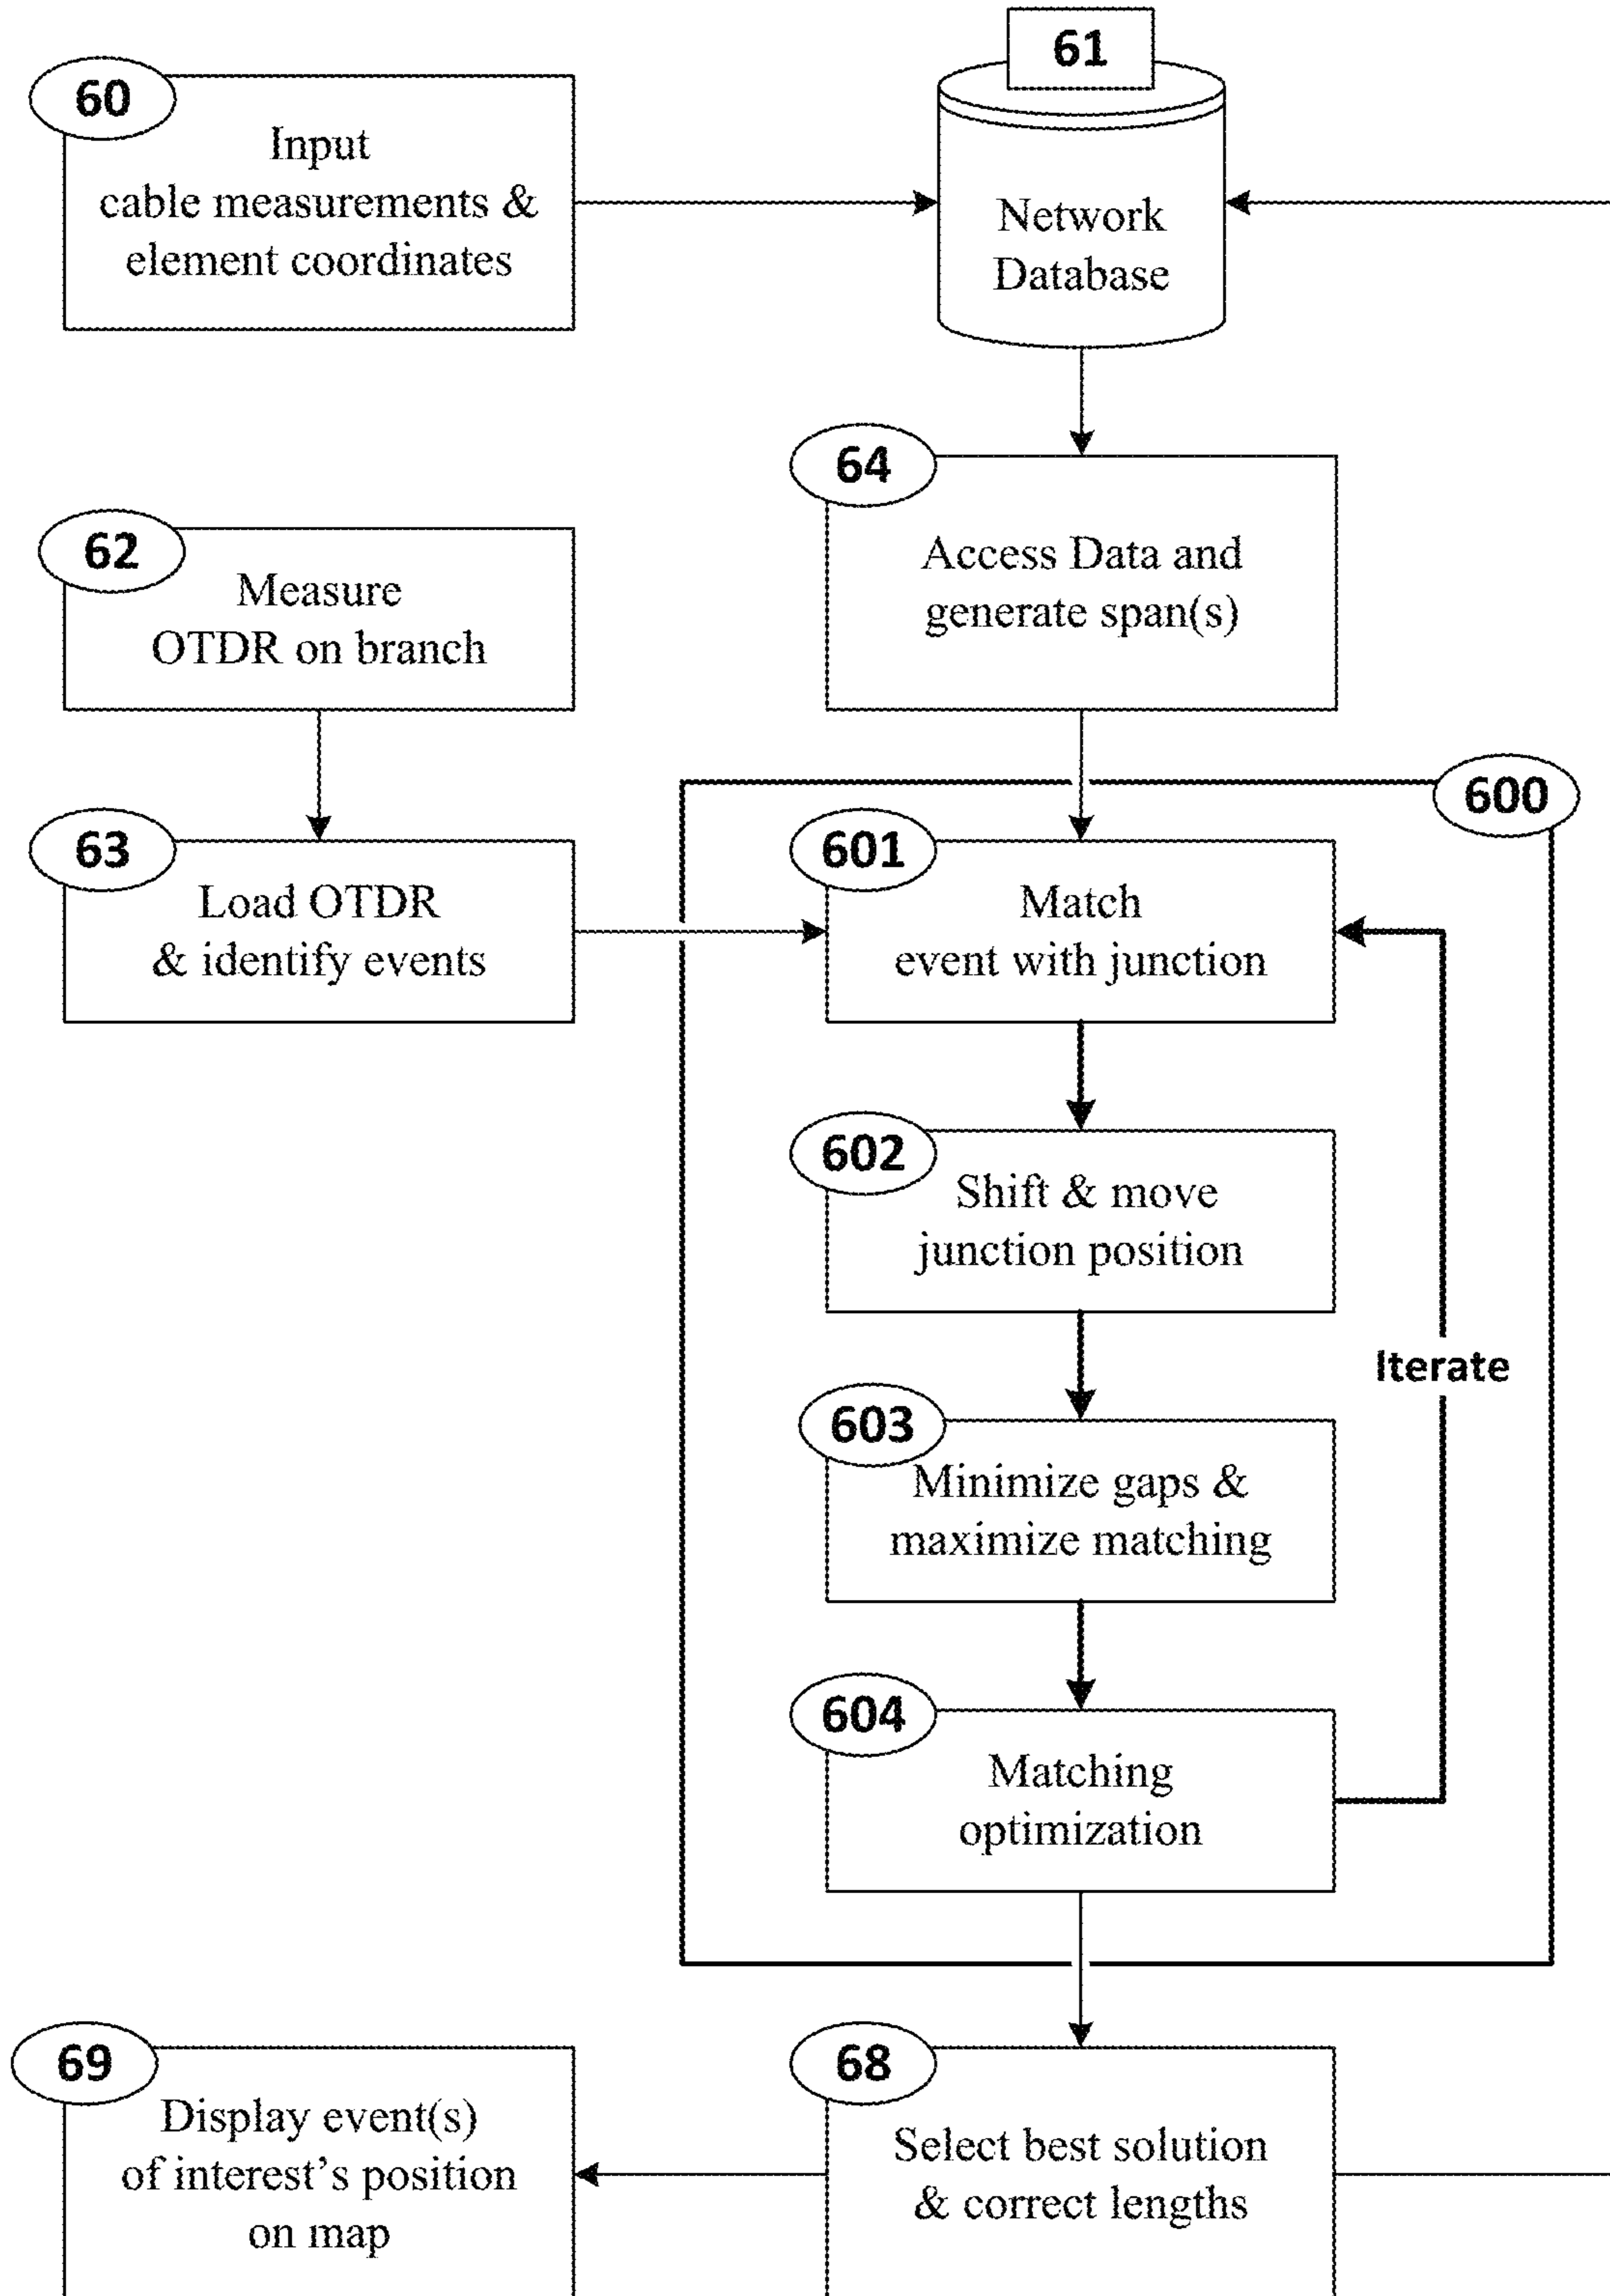 60
Input
cable measurements &
element coordinates
61
Network
Database
64
Access Data and
generate span(s)
62
Measure
OTDR on branch
63
Load OTDR
& identify events
600
601
Match
event with junction
602
Shift & move
junction position
Iterate
603
Minimize gaps &
maximize matching
604
Matching
optimization
69
Display event(s)
of interest's position
on map
68
Select best solution
& correct lengths